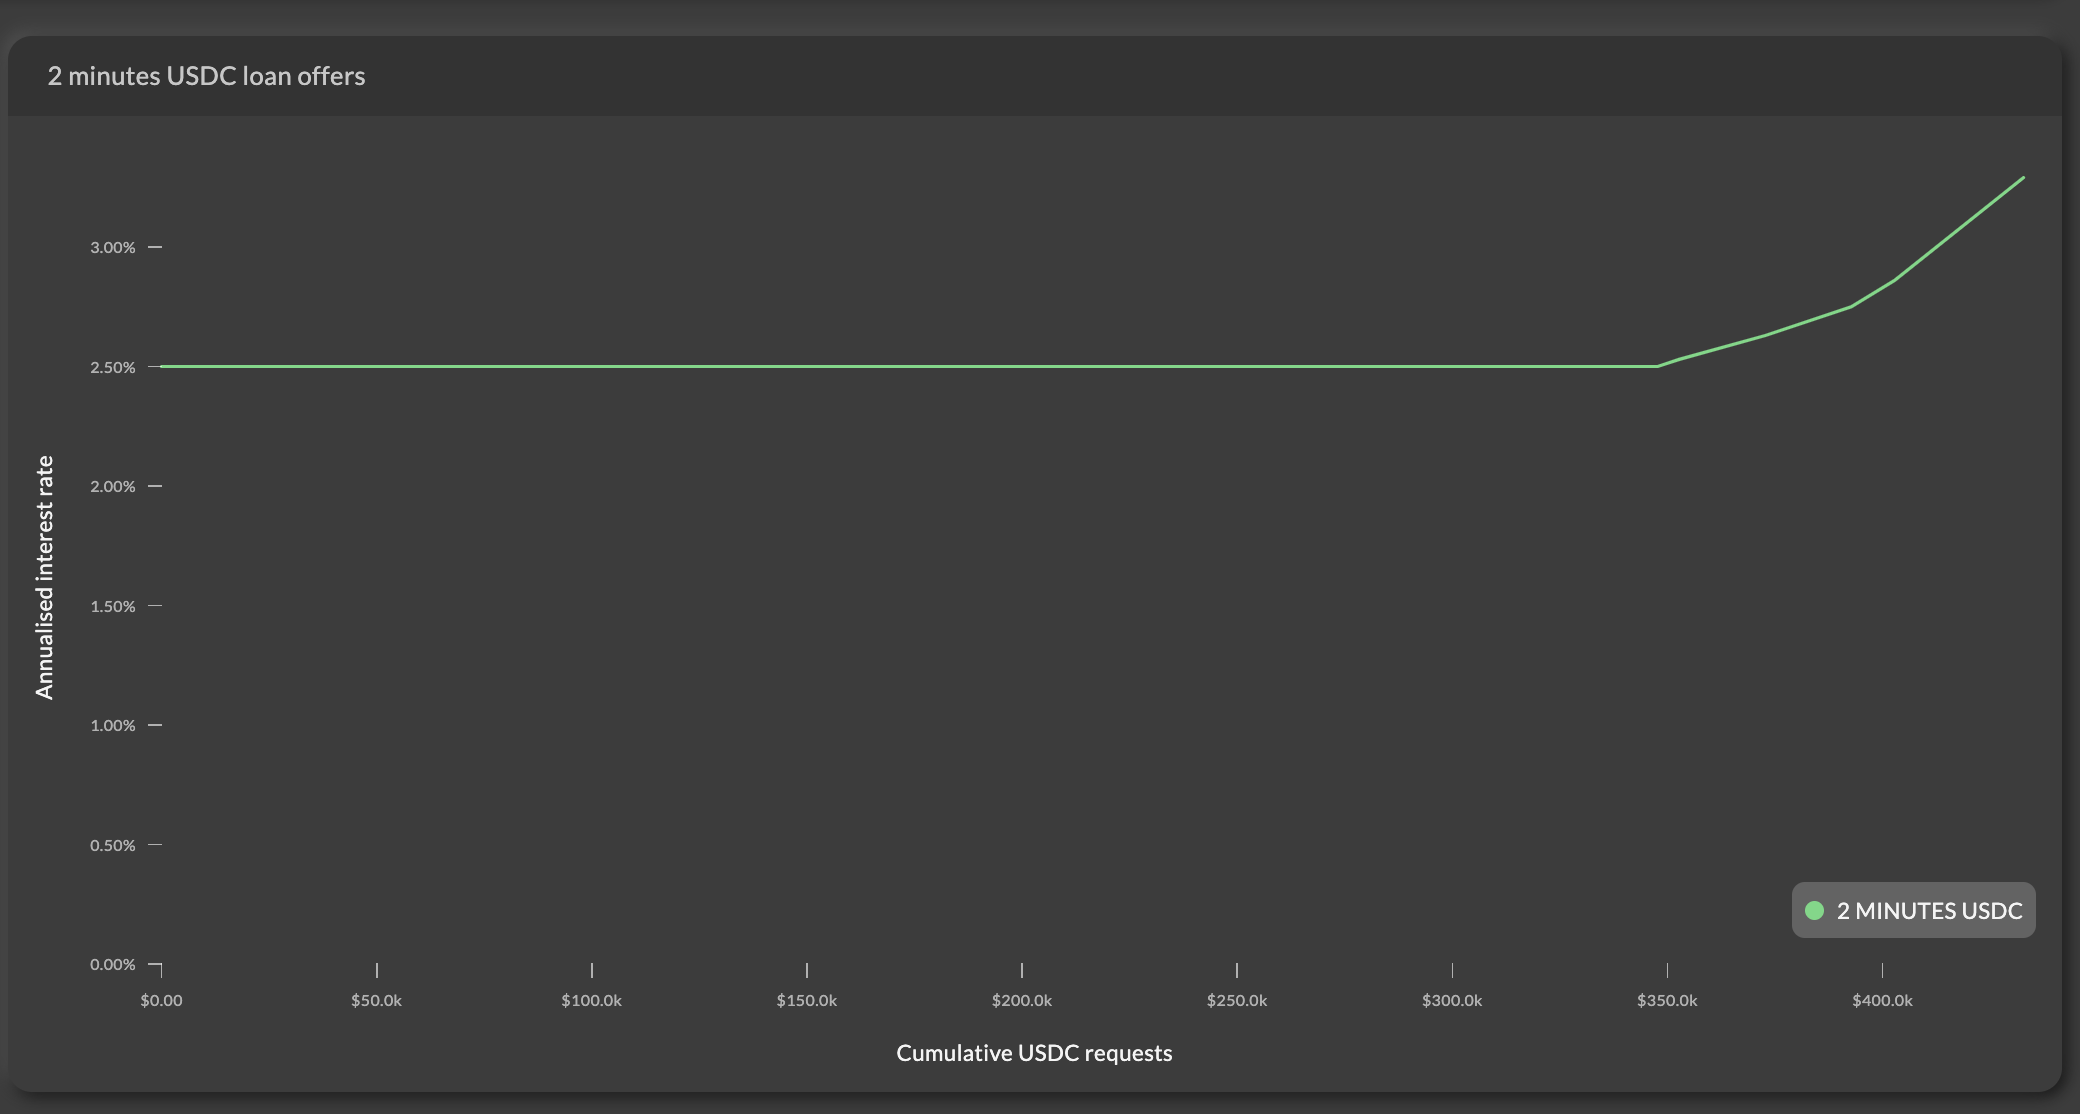 2 minutes USDC loan offers
3.00%
2.50%
2.00%
1.50%
1.00%
0.50%
0.00%
Annualised interest rate
2 MINUTES USDC
$0.00 $50.0k $100.0k $150.0k $200.0k $250.0k $300.0k $350.0k $400.0k
Cumulative USDC requests